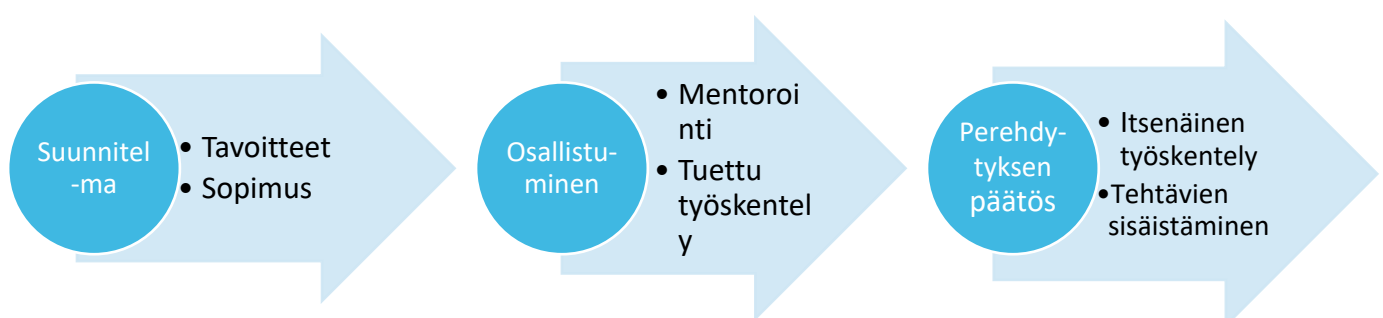 Suunnitel
-ma
• Tavoitteet
• Sopimus
Osallistu-
minen
• Mentoroi
nti
• Tuettu
työskentel
y
Perehdy-
tyksen
päätös
• Itsenäinen
työskentely
•Tehtävien
sisäistäminen